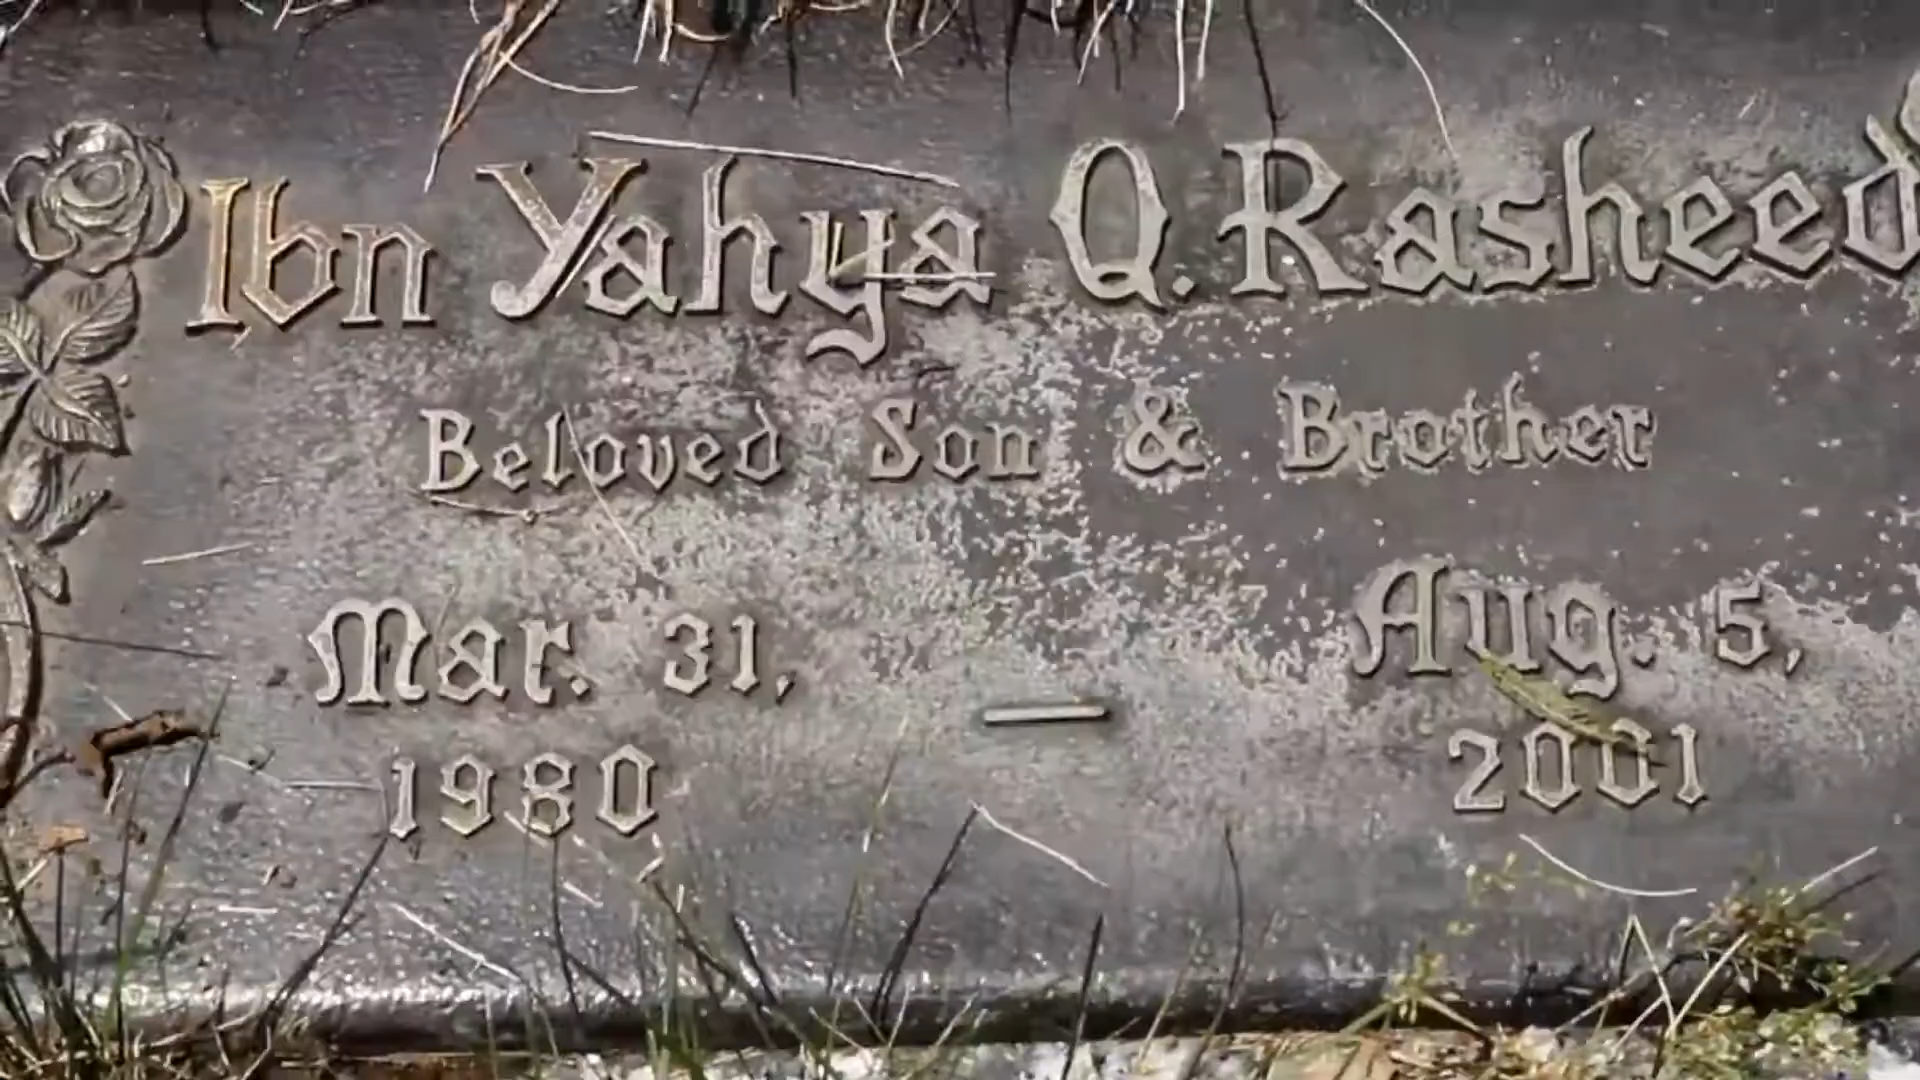 Ibn Yahya Q. Rasheed
Beloved Son & Brother
Mar. 31,
1980
—
Aug. 5,
2001